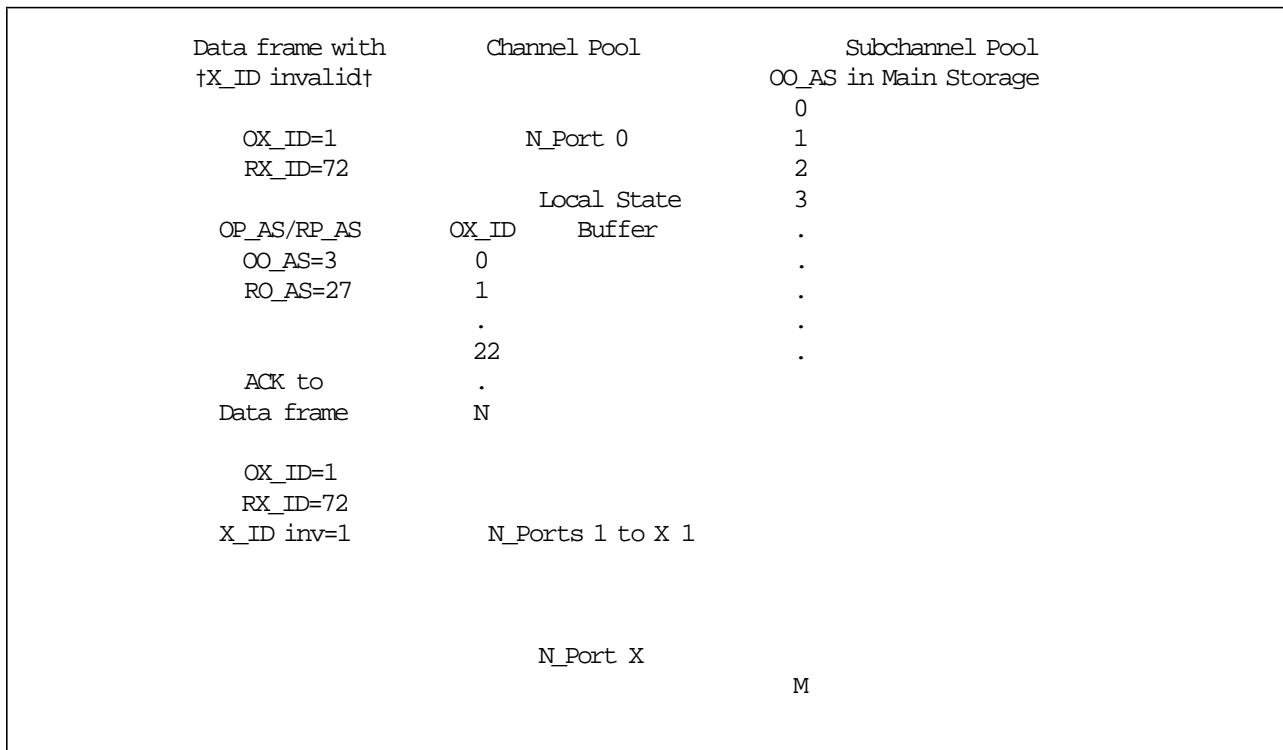 Data frame with Channel Pool Subchannel Pool
†X_ID invalid† OO_AS in Main Storage
0
OX_ID=1 N_Port 0 1
RX_ID=72 2
Local State 3
OP_AS/RP_AS OX_ID Buffer .
OO_AS=3 0 .
RO_AS=27 1 .
. .
22 .
ACK to .
Data frame N
OX_ID=1
RX_ID=72
X_ID inv=1 N_Ports 1 to X 1
N_Port X
M